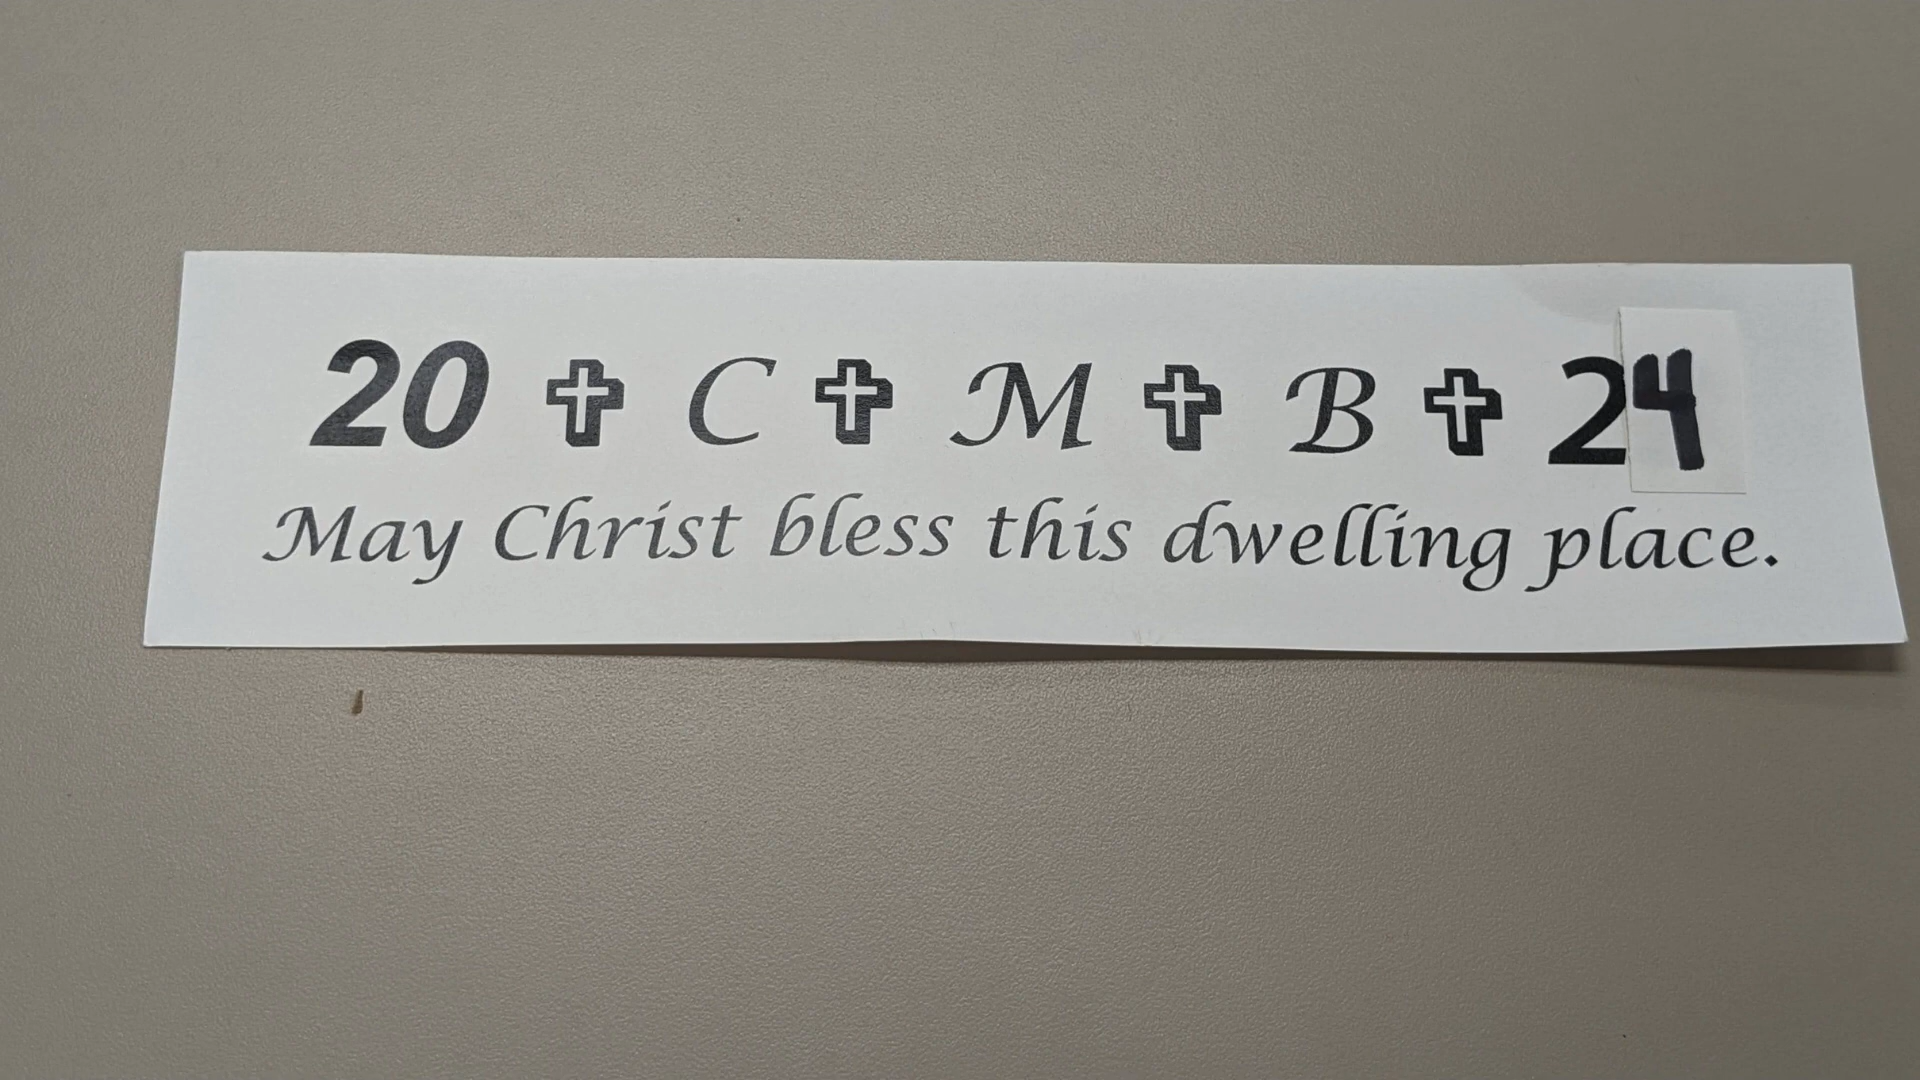 20 ✞ C ✞ M ✞ B ✞ 24
May Christ bless this dwelling place.